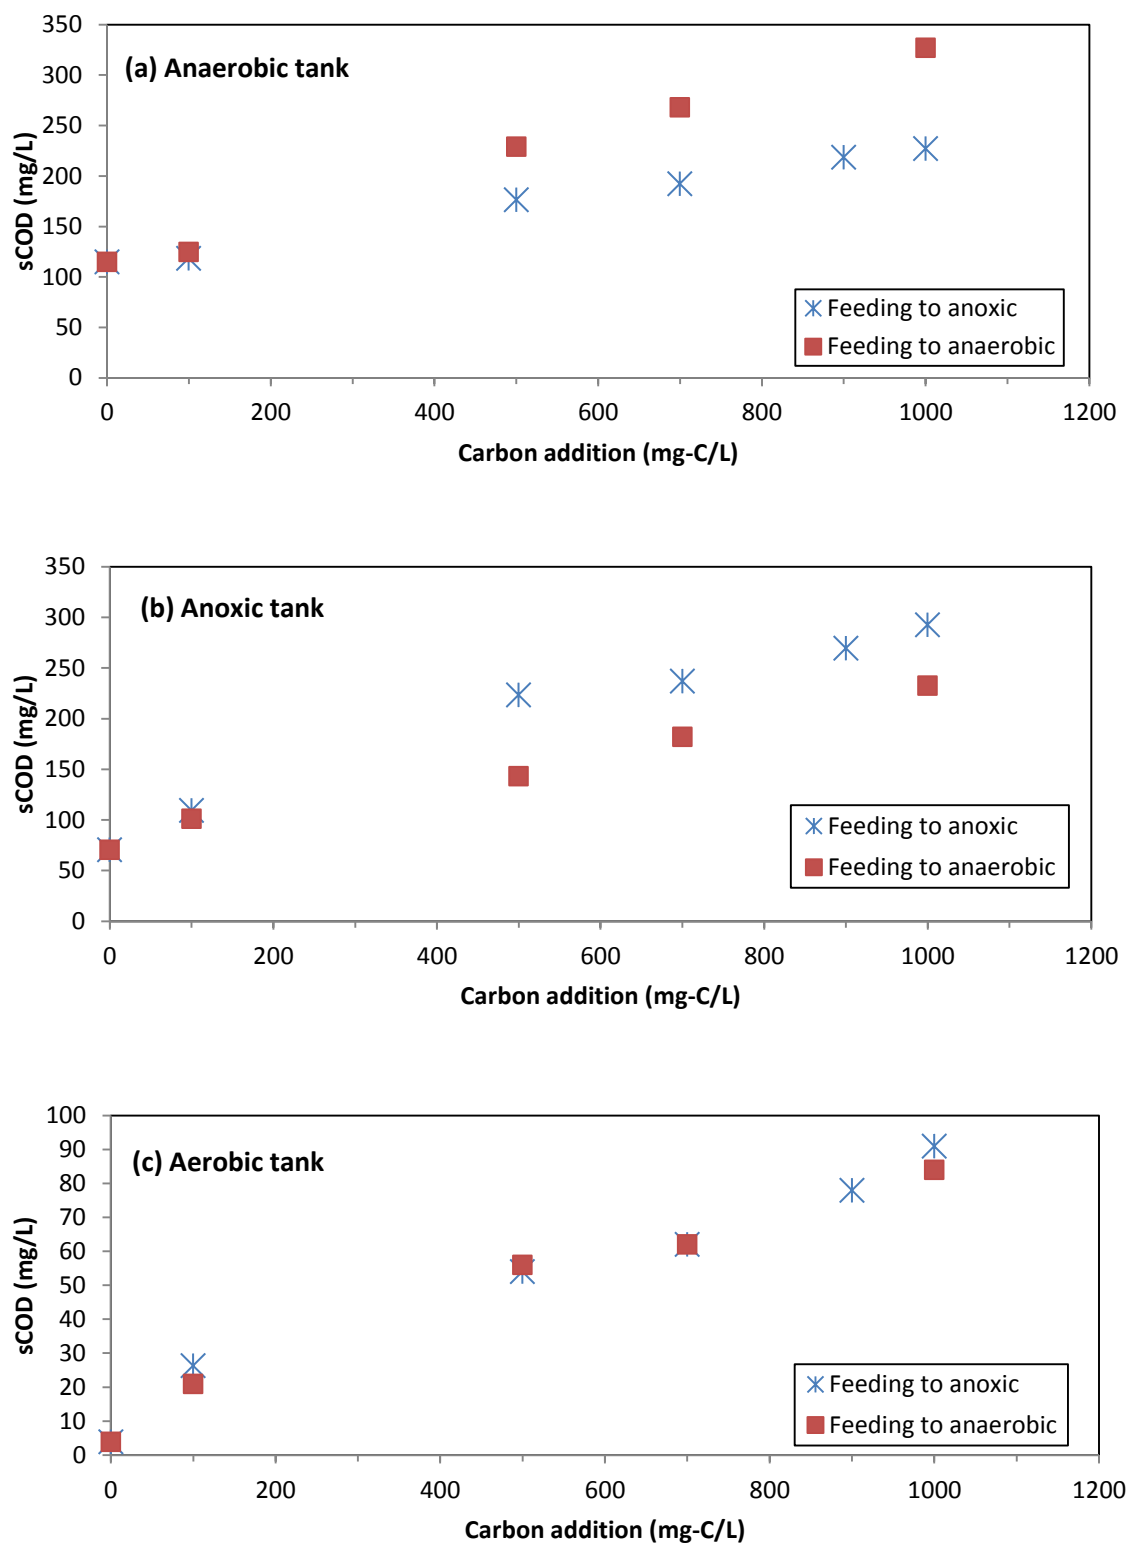 350
300
250
200
150
100
50
0
sCOD (mg/L)
(a) Anaerobic tank
Feeding to anoxic
Feeding to anaerobic
0 200 400 600 800 1000 1200
Carbon addition (mg-C/L)
350
300
250
200
150
100
50
0
sCOD (mg/L)
(b) Anoxic tank
Feeding to anoxic
Feeding to anaerobic
0 200 400 600 800 1000 1200
Carbon addition (mg-C/L)
100
90
80
70
60
50
40
30
20
10
0
sCOD (mg/L)
(c) Aerobic tank
Feeding to anoxic
Feeding to anaerobic
0 200 400 600 800 1000 1200
Carbon addition (mg-C/L)